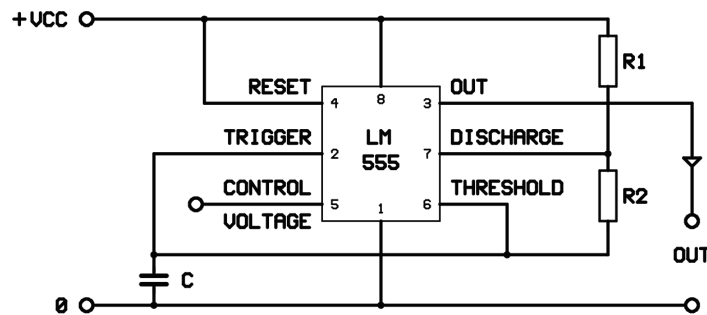 +VCC
R1
RESET
OUT
4
8
3
TRIGGER
LM
DISCHARGE
2
555
7
CONTROL
THRESHOLD
R2
5
1
6
VOLTAGE
OUT
C
0